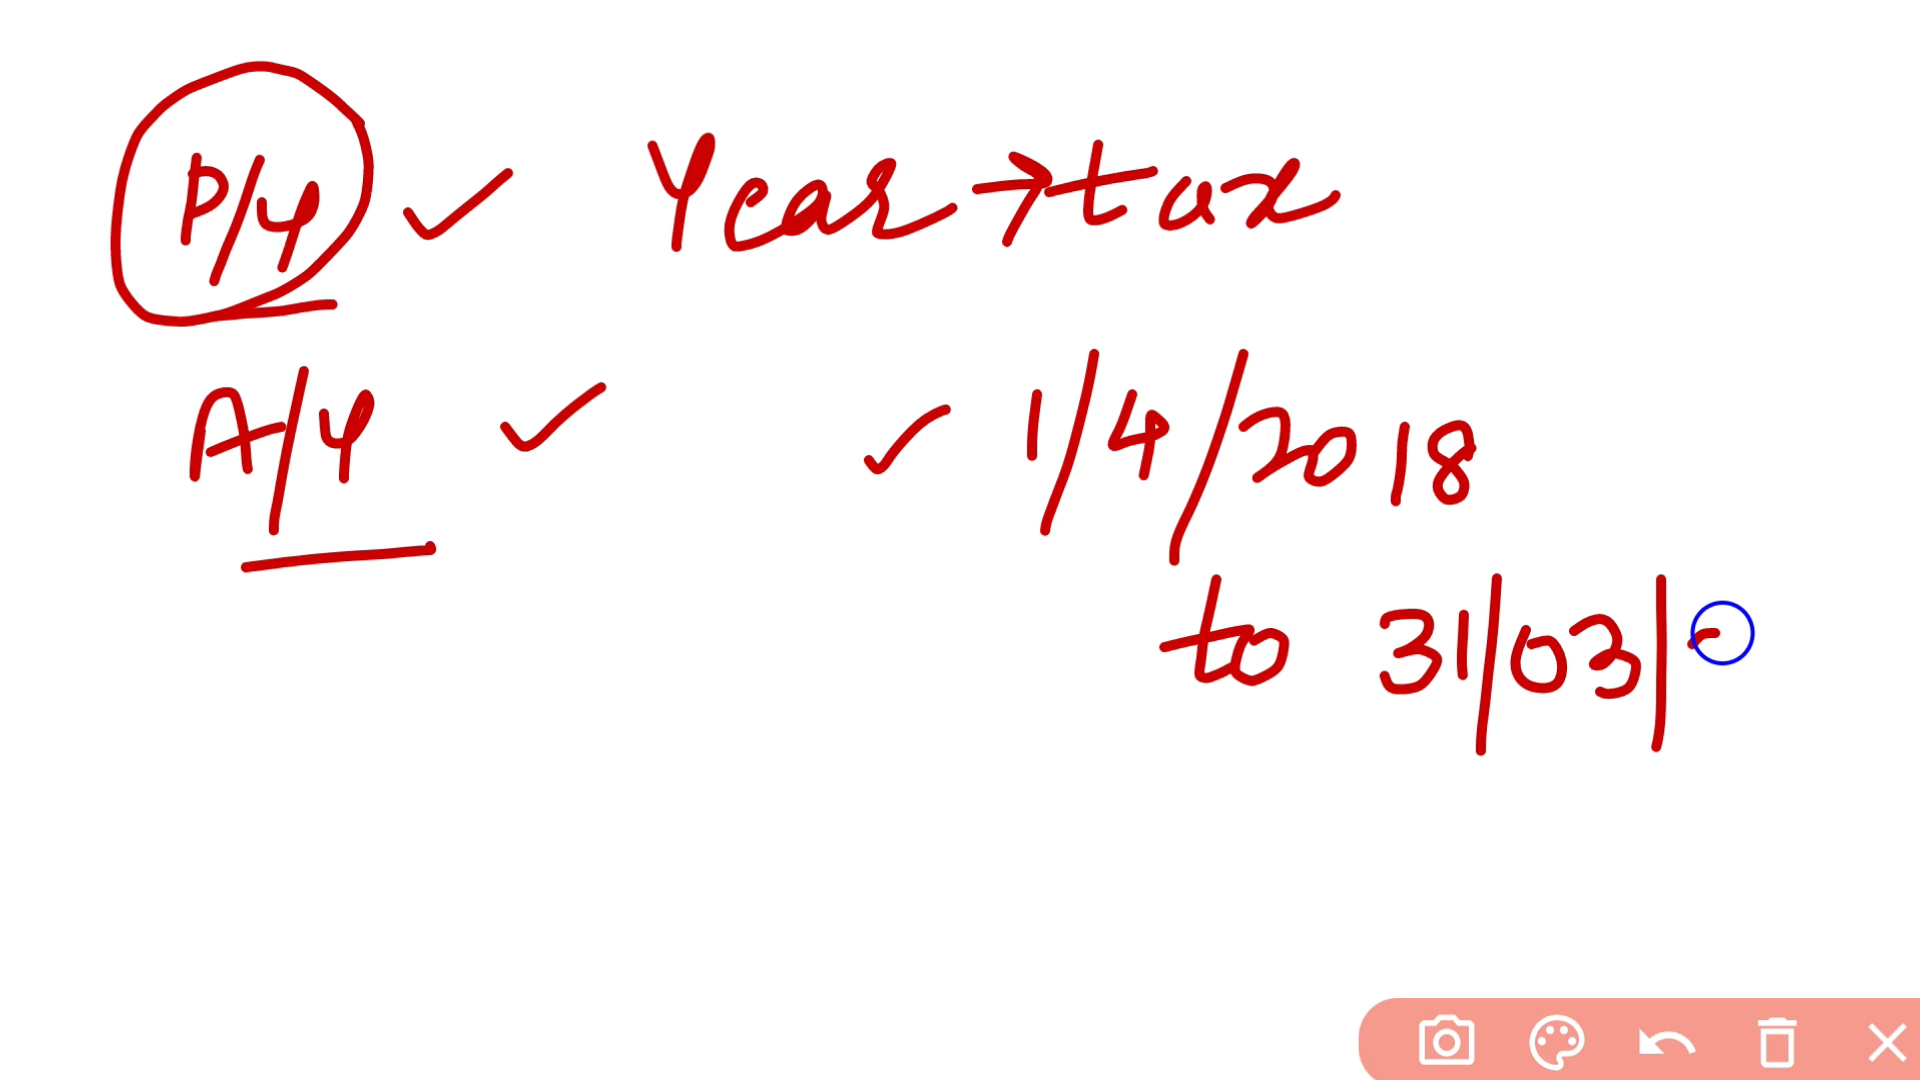 P/Y ✓ Year → tax
A/Y ✓ ✓ 1/4/2018
to 31/03/